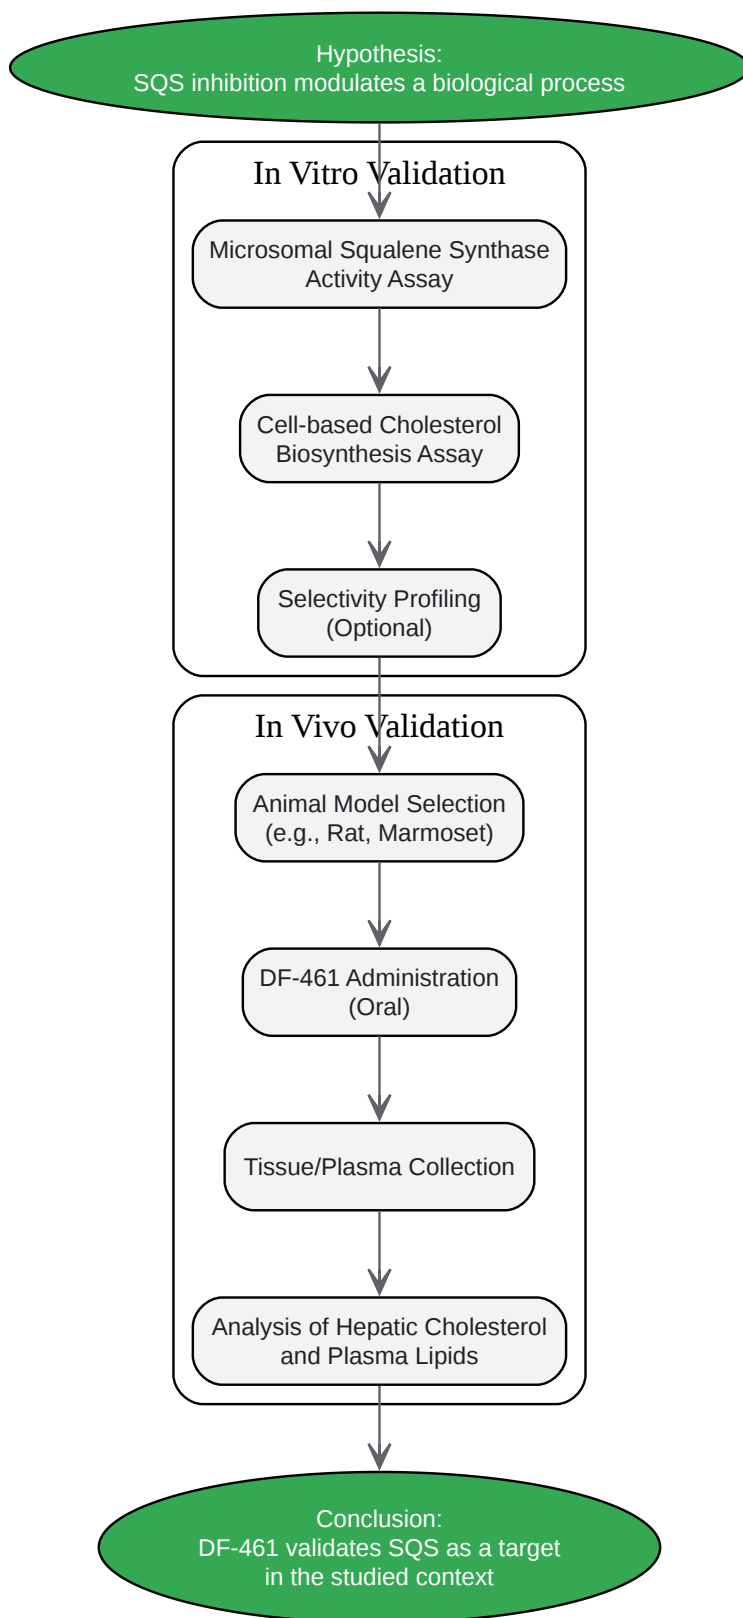 Hypothesis:
SQS inhibition modulates a biological process
In Vitro Validation
Microsomal Squalene Synthase
Activity Assay
Cell-based Cholesterol
Biosynthesis Assay
Selectivity Profiling
(Optional)
In Vivo Validation
Animal Model Selection
(e.g., Rat, Marmoset)
DF-461 Administration
(Oral)
Tissue/Plasma Collection
Analysis of Hepatic Cholesterol
and Plasma Lipids
Conclusion:
DF-461 validates SQS as a target
in the studied context